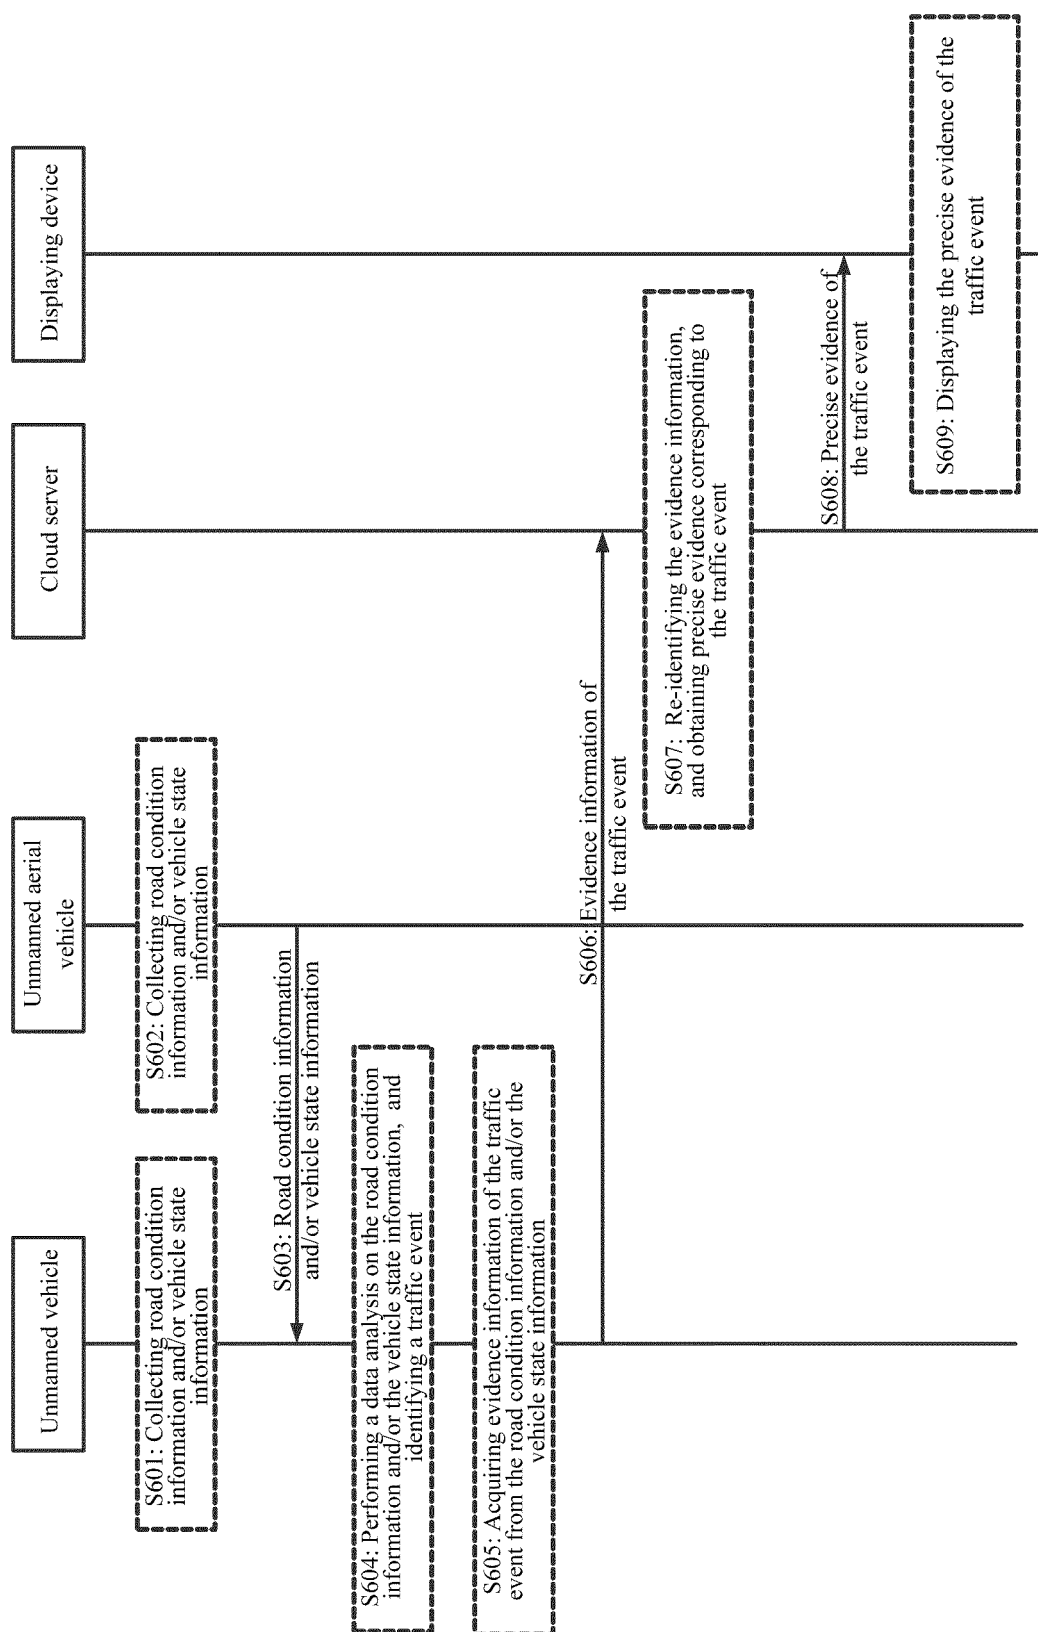 Unmanned vehicle
Unmanned aerial
vehicle
Cloud server
Displaying device
S601: Collecting road condition
information and/or vehicle state
information
S602: Collecting road condition
information and/or vehicle state
information
S603: Road condition information
and/or vehicle state information
S604: Performing a data analysis on the road condition
information and/or the vehicle state information, and
identifying a traffic event
S605: Acquiring evidence information of the traffic
event from the road condition information and/or the
vehicle state information
S606: Evidence information of
the traffic event
S607: Re-identifying the evidence information,
and obtaining precise evidence corresponding to
the traffic event
S608: Precise evidence of
the traffic event
S609: Displaying the precise evidence of the
traffic event